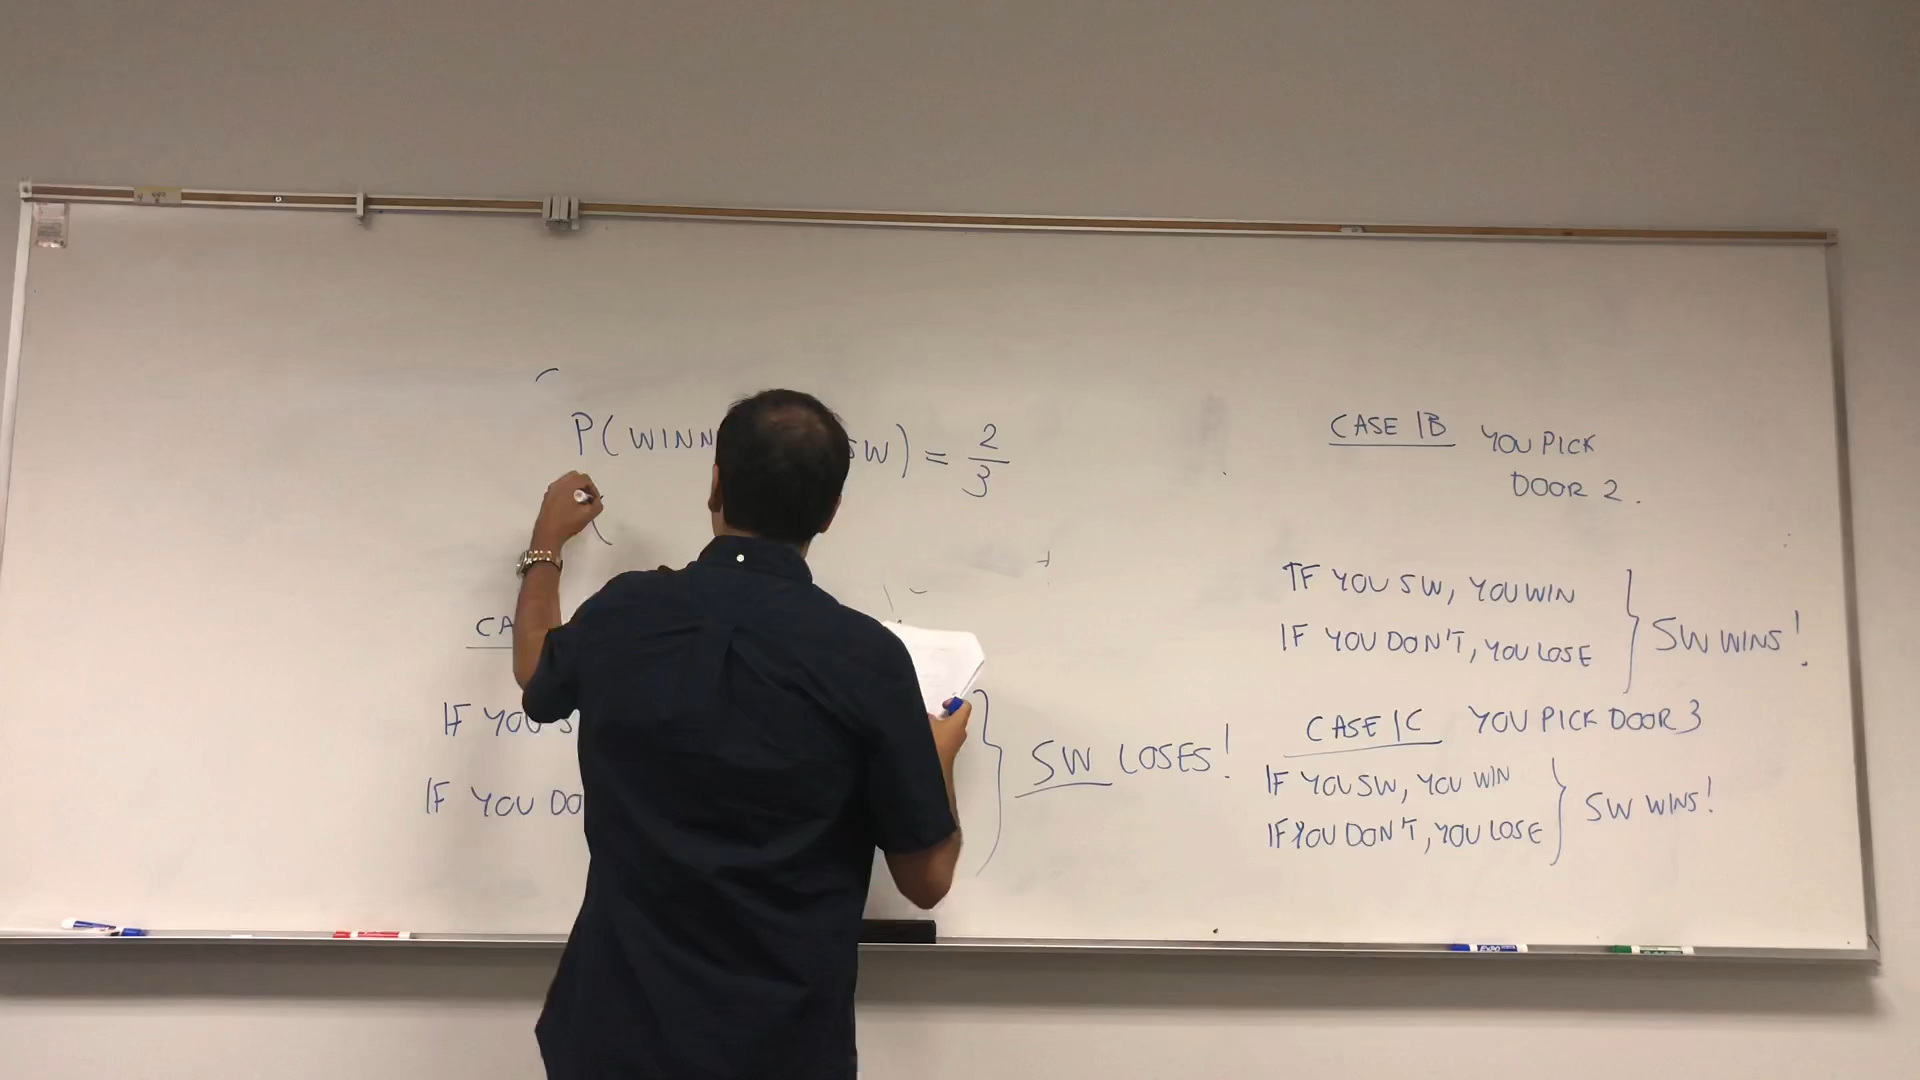 P( WINN SW) = 2/3
CA
IF YOU S
IF YOU DO
SW LOSES!
CASE 1B YOU PICK
DOOR 2.
IF YOU SW, YOU WIN
IF YOU DON'T, YOU LOSE
SW WINS!
CASE 1C YOU PICK DOOR 3
IF YOU SW, YOU WIN
IF YOU DON'T, YOU LOSE
SW WINS!
EXPO